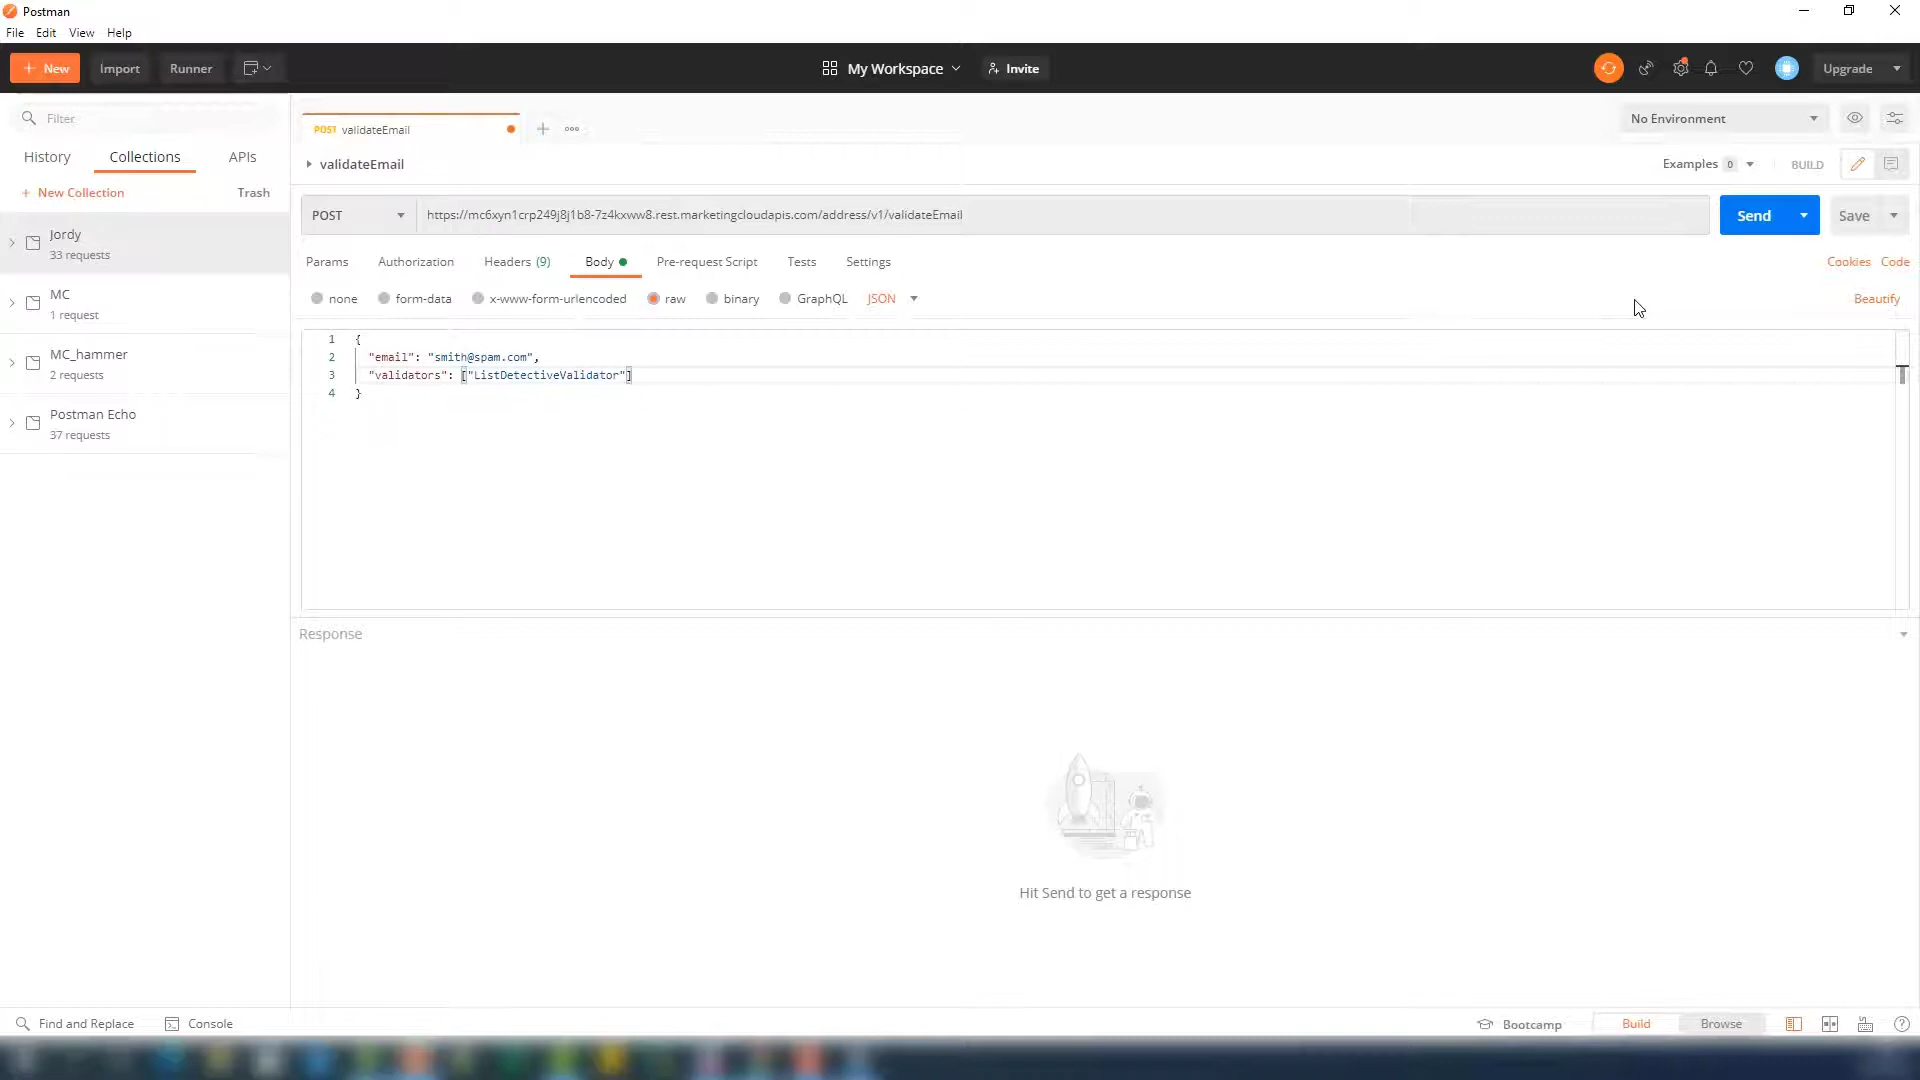 Postman
File Edit View Help
+ New Import Runner My Workspace Invite Upgrade
Filter
History Collections APIs
+ New Collection Trash
Jordy
33 requests
MC
1 request
MC_hammer
2 requests
Postman Echo
37 requests
POST validateEmail
No Environment
validateEmail
Examples 0 BUILD
POST https://mc6xyn1crp249j8j1b8-7z4kxww8.rest.marketingcloudapis.com/address/v1/validateEmail Send Save
Params Authorization Headers (9) Body Pre-request Script Tests Settings Cookies Code
none form-data x-www-form-urlencoded raw binary GraphQL JSON Beautify
1 {
2 "email": "smith@spam.com",
3 "validators": ["ListDetectiveValidator"]
4 }
Response
Hit Send to get a response
Find and Replace Console Bootcamp Build Browse